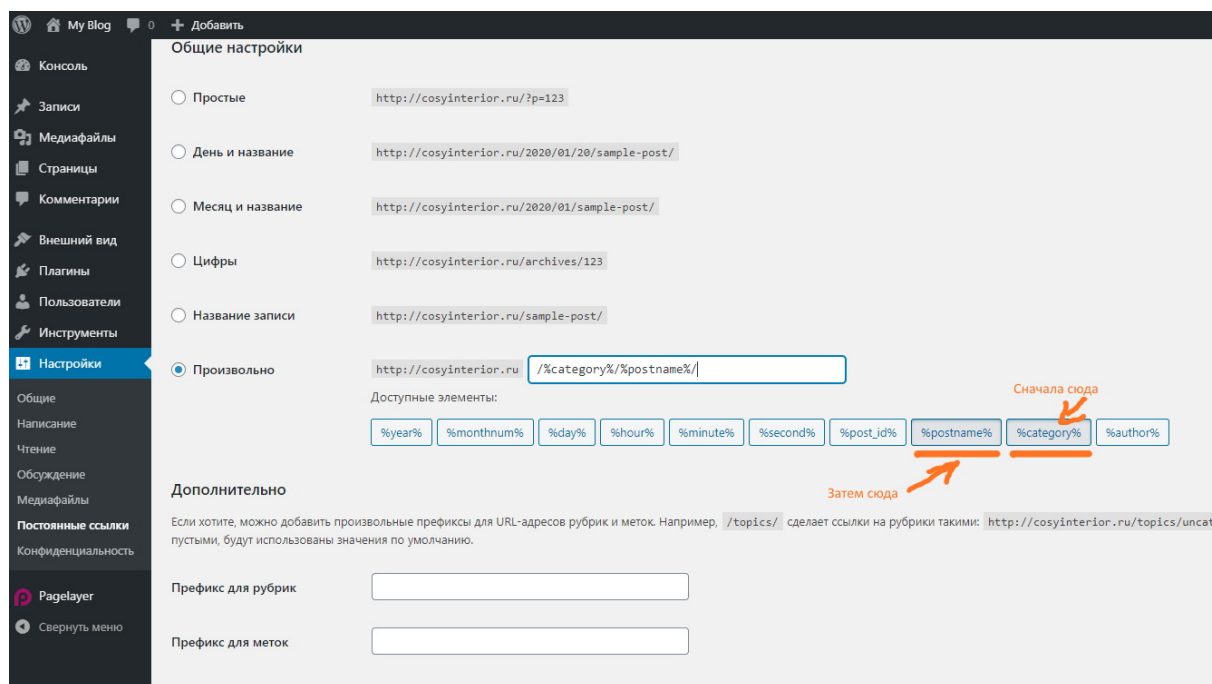 My Blog 0 + Добавить
Консоль
Записи
Медиафайлы
Страницы
Комментарии
Внешний вид
Плагины
Пользователи
Инструменты
Настройки
Общие
Написание
Чтение
Обсуждение
Медиафайлы
Постоянные ссылки
Конфиденциальность
Pagelayer
Свернуть меню
Общие настройки
Простые http://cosyinterior.ru/?p=123
День и название http://cosyinterior.ru/2020/01/20/sample-post/
Месяц и название http://cosyinterior.ru/2020/01/sample-post/
Цифры http://cosyinterior.ru/archives/123
Название записи http://cosyinterior.ru/sample-post/
Произвольно http://cosyinterior.ru /%category%/%postname%/
Доступные элементы:
Сначала сюда
%year% %monthnum% %day% %hour% %minute% %second% %post_id% %postname% %category% %author%
Затем сюда
Дополнительно
Если хотите, можно добавить произвольные префиксы для URL-адресов рубрик и меток. Например, /topics/ сделает ссылки на рубрики такими: http://cosyinterior.ru/topics/uncat
пустыми, будут использованы значения по умолчанию.
Префикс для рубрик
Префикс для меток